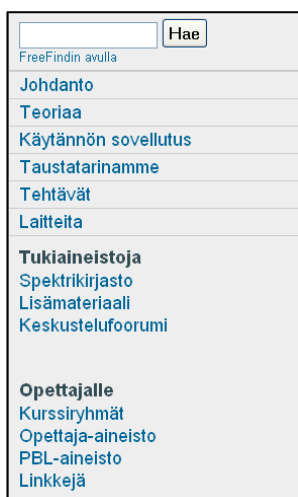 Hae
FreeFindin avulla
Johdanto
Teoriaa
Käytännön sovellutus
Taustatarinamme
Tehtävät
Laitteita
Tukiaineistoja
Spektrikirjasto
Lisämateriaali
Keskustelufoorumi
Opettajalle
Kurssiryhmät
Opettaja-aineisto
PBL-aineisto
Linkkejä